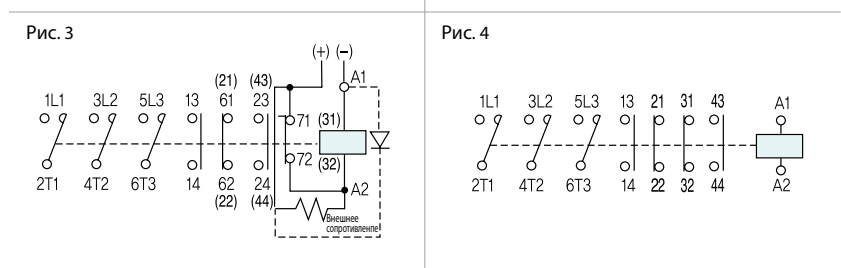 Рис. 3
(+) (−)
A1
(21) (43)
1L1 3L2 5L3 13 61 23
71 (31)
72 (32)
2T1 4T2 6T3 14 62 24
(22) (44)
A2
Внешнее
сопротивленпе
Рис. 4
1L1 3L2 5L3 13 21 31 43
A1
2T1 4T2 6T3 14 22 32 44
A2